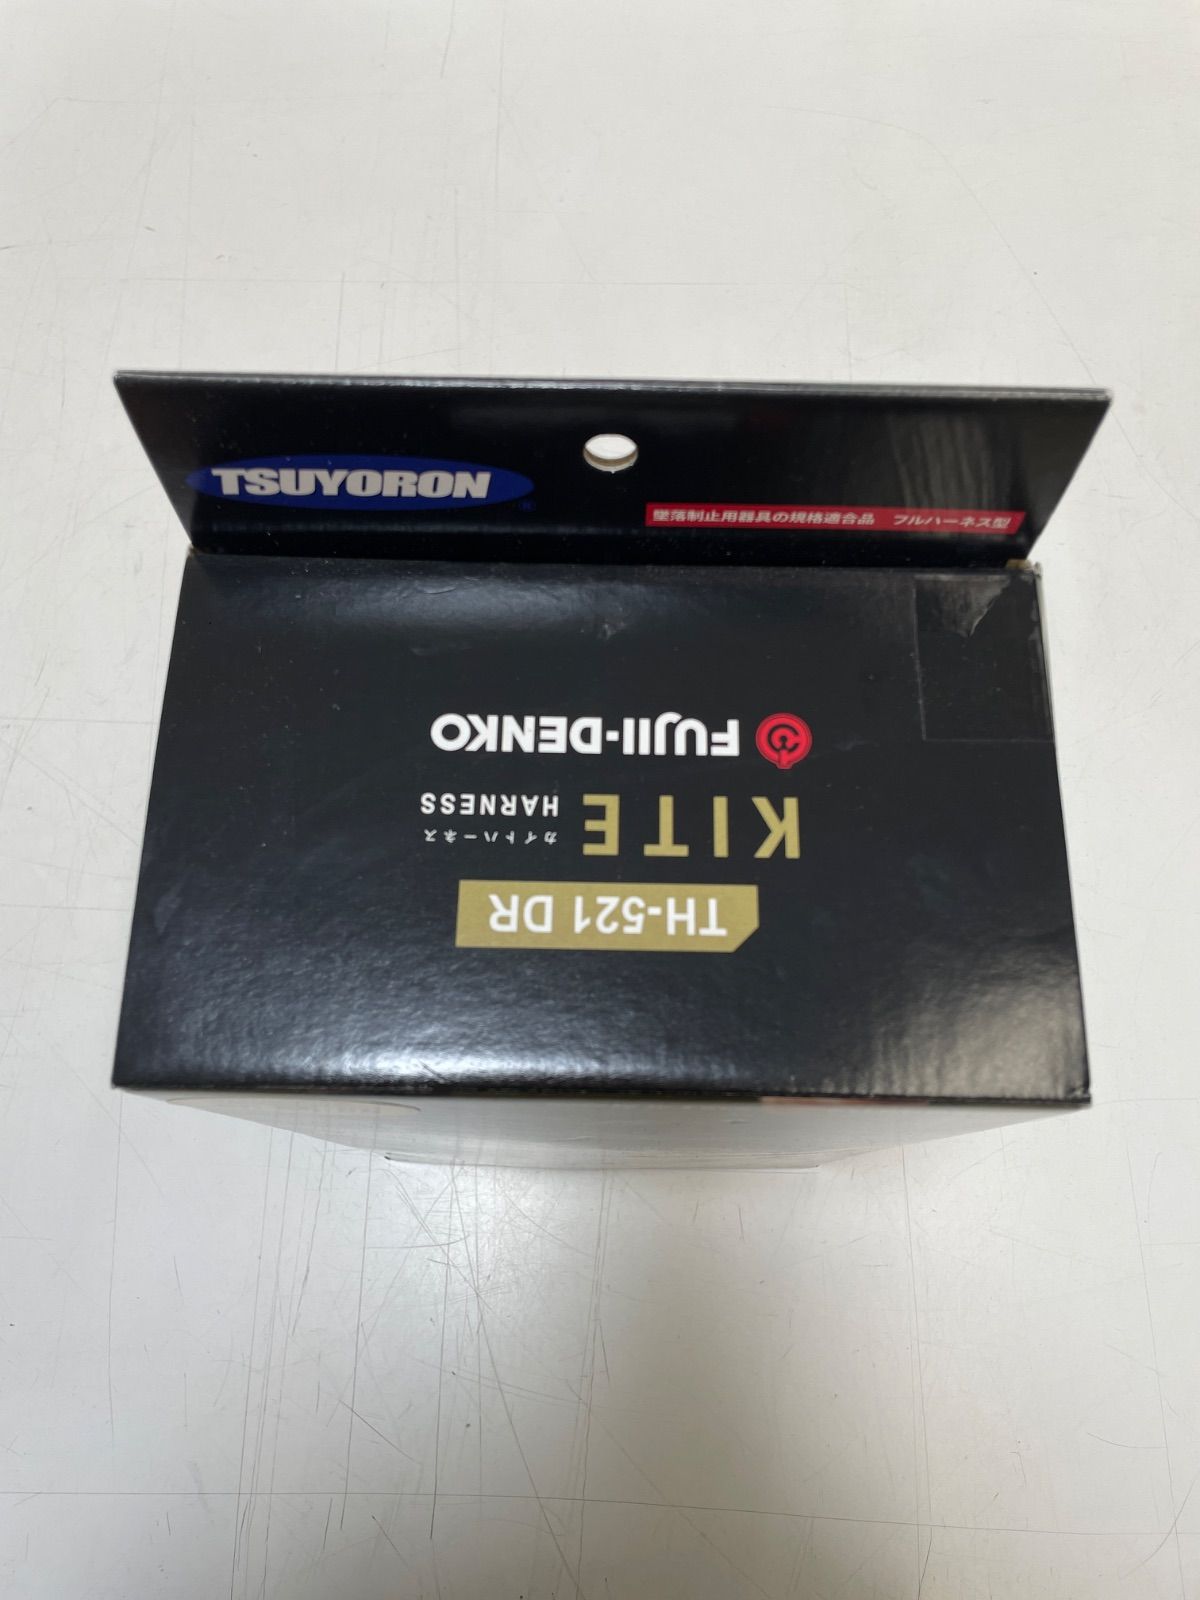 TSUYORON
®
墜落制止用器具の規格適合品　フルハーネス型
TH-521 DR
KITE
カイトハーネス
HARNESS
FUJII-DENKO